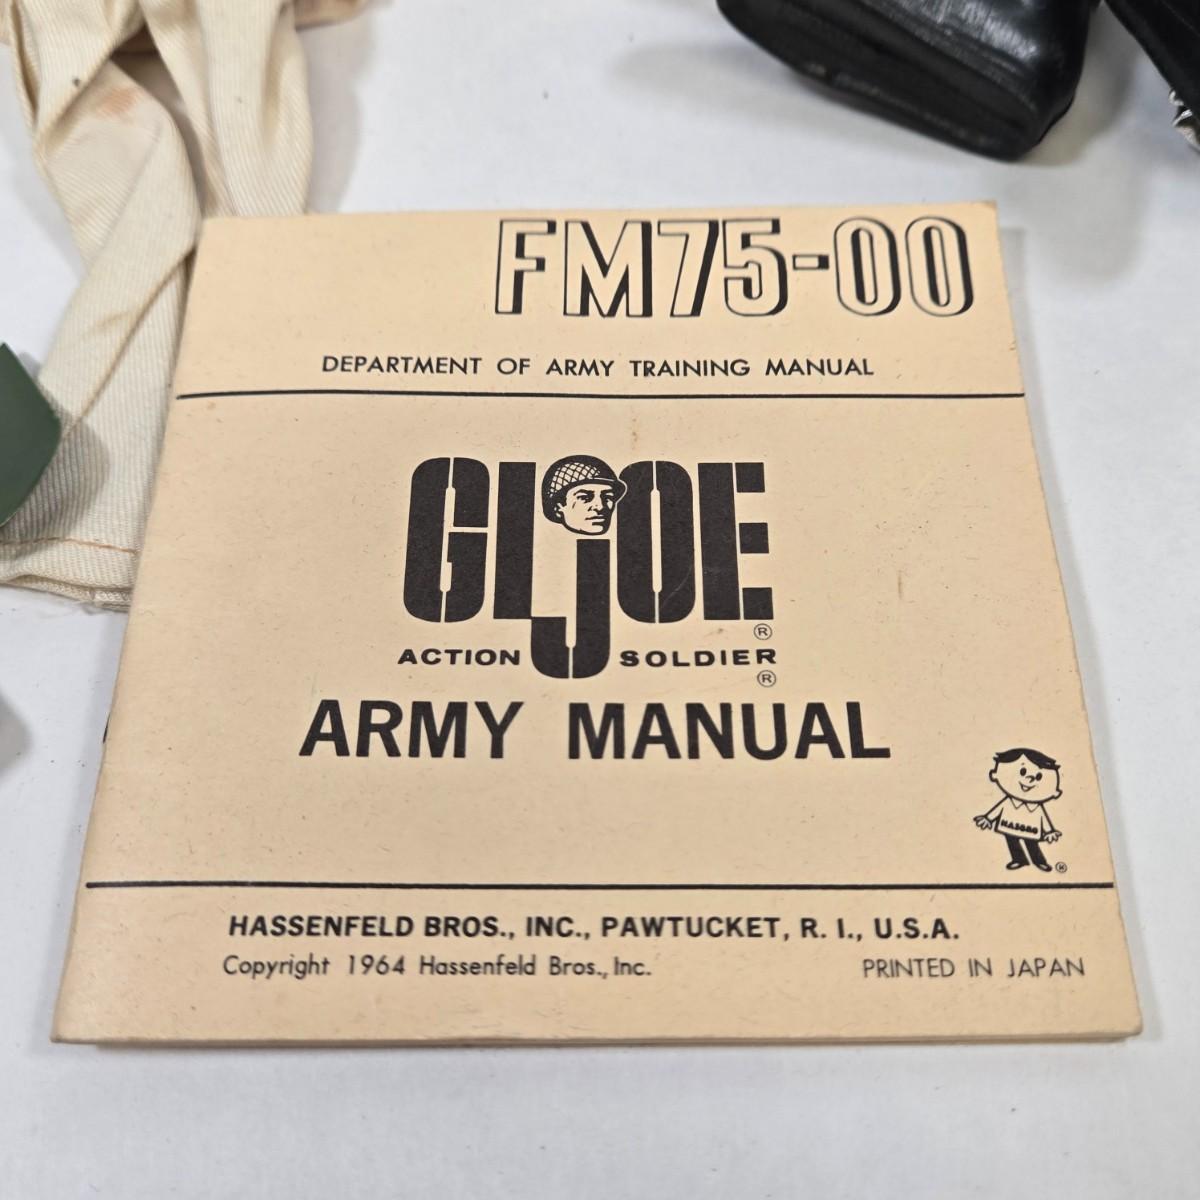 FM75-00
DEPARTMENT OF ARMY TRAINING MANUAL
GI JOE
®
ACTION SOLDIER
®
ARMY MANUAL
HASBRO
®
HASSENFELD BROS., INC., PAWTUCKET, R. I., U.S.A.
Copyright 1964 Hassenfeld Bros., Inc. PRINTED IN JAPAN